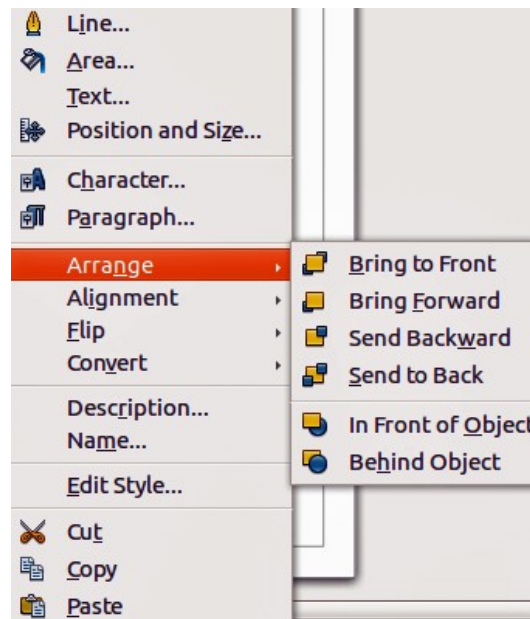 Line...
Area...
Text...
Position and Size...
Character...
Paragraph...
Arrange
Alignment
Flip
Convert
Description...
Name...
Edit Style...
Cut
Copy
Paste
Bring to Front
Bring Forward
Send Backward
Send to Back
In Front of Object
Behind Object